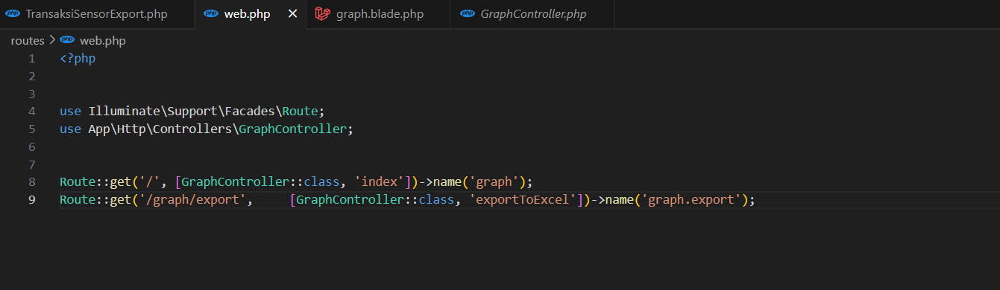 TransaksiSensorExport.php web.php graph.blade.php GraphController.php
routes > web.php
1 <?php
2
3
4 use Illuminate\Support\Facades\Route;
5 use App\Http\Controllers\GraphController;
6
7
8 Route::get('/', [GraphController::class, 'index'])->name('graph');
9 Route::get('/graph/export',     [GraphController::class, 'exportToExcel'])->name('graph.export');